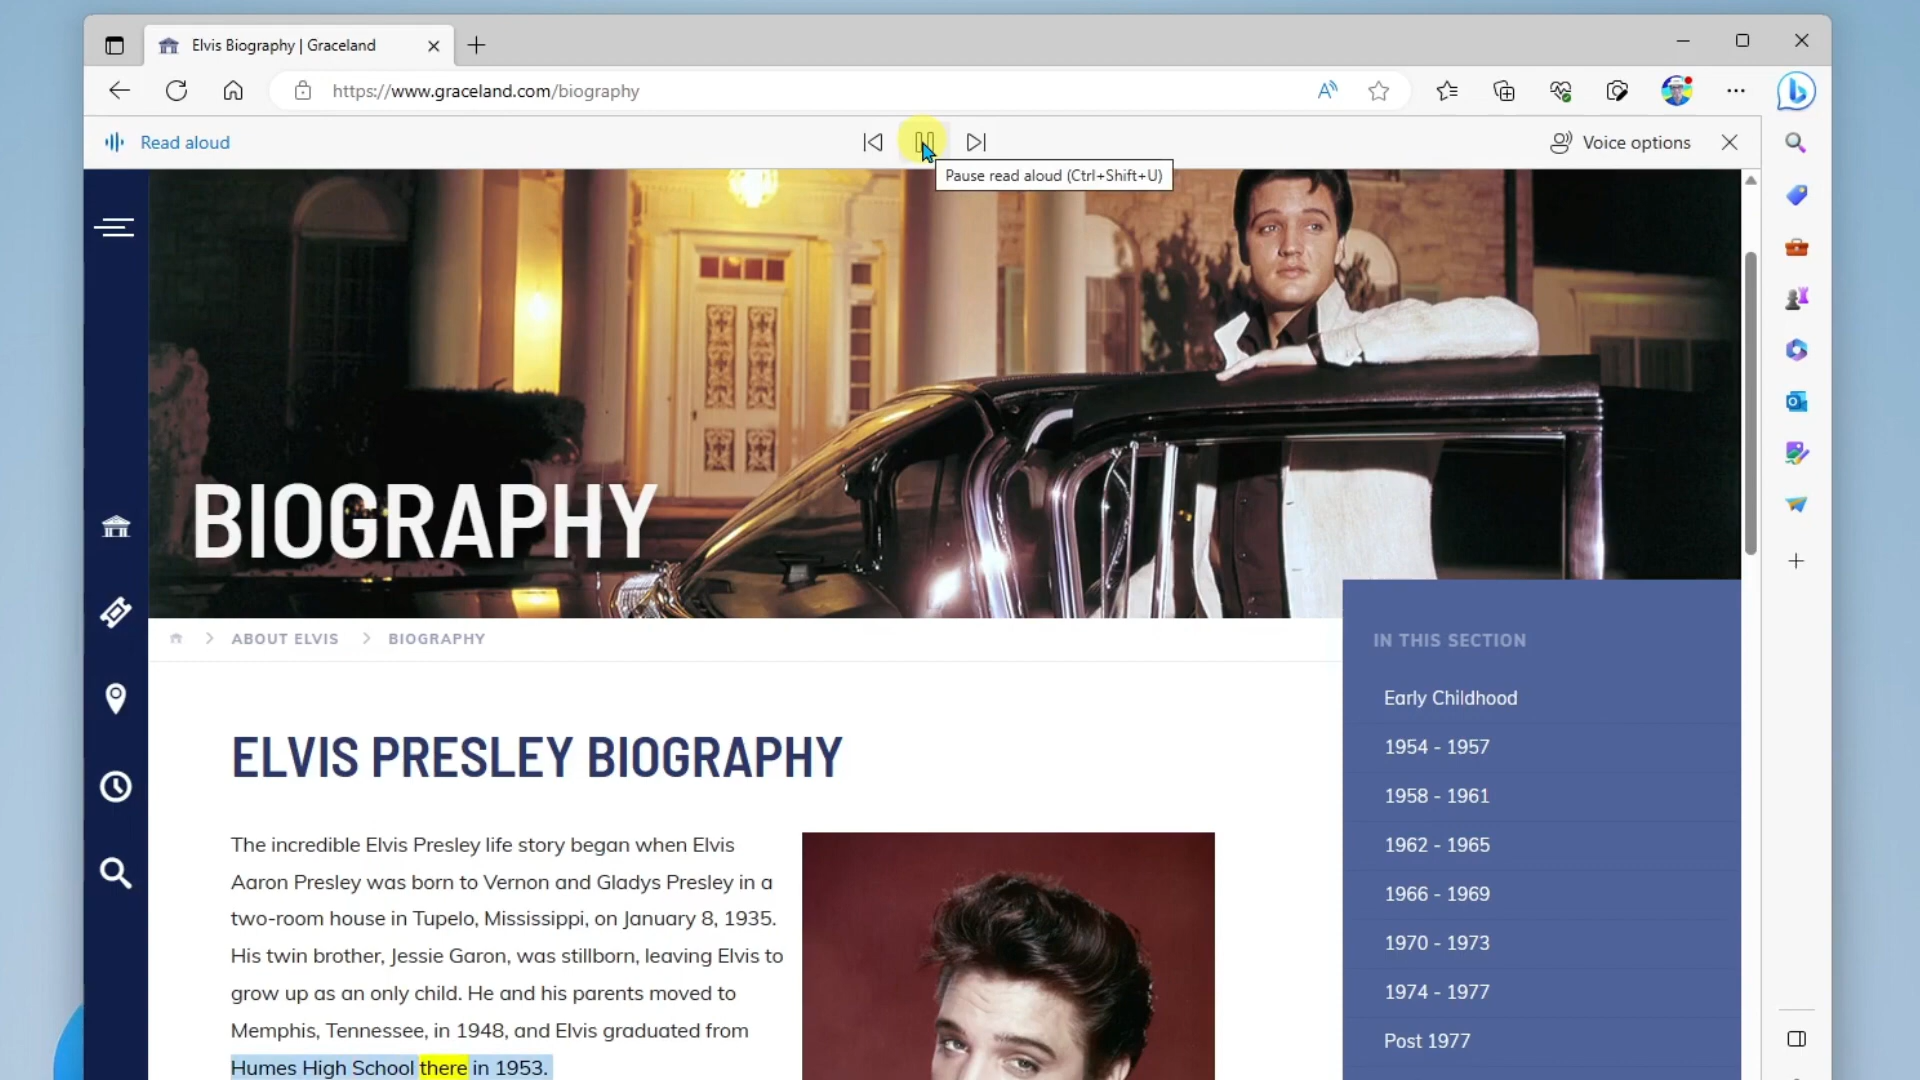 Elvis Biography | Graceland
https://www.graceland.com/biography
Read aloud
Voice options
Pause read aloud (Ctrl+Shift+U)
BIOGRAPHY
ABOUT ELVIS
BIOGRAPHY
ELVIS PRESLEY BIOGRAPHY
The incredible Elvis Presley life story began when Elvis
Aaron Presley was born to Vernon and Gladys Presley in a
two-room house in Tupelo, Mississippi, on January 8, 1935.
His twin brother, Jessie Garon, was stillborn, leaving Elvis to
grow up as an only child. He and his parents moved to
Memphis, Tennessee, in 1948, and Elvis graduated from
Humes High School there in 1953.
IN THIS SECTION
Early Childhood
1954 - 1957
1958 - 1961
1962 - 1965
1966 - 1969
1970 - 1973
1974 - 1977
Post 1977